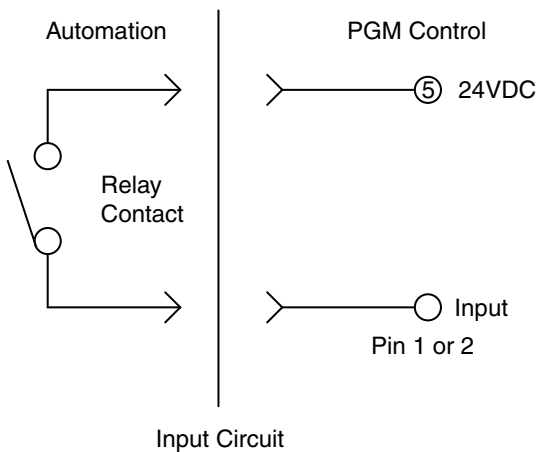 Automation
PGM Control
5 24VDC
Relay
Contact
Input
Pin 1 or 2
Input Circuit